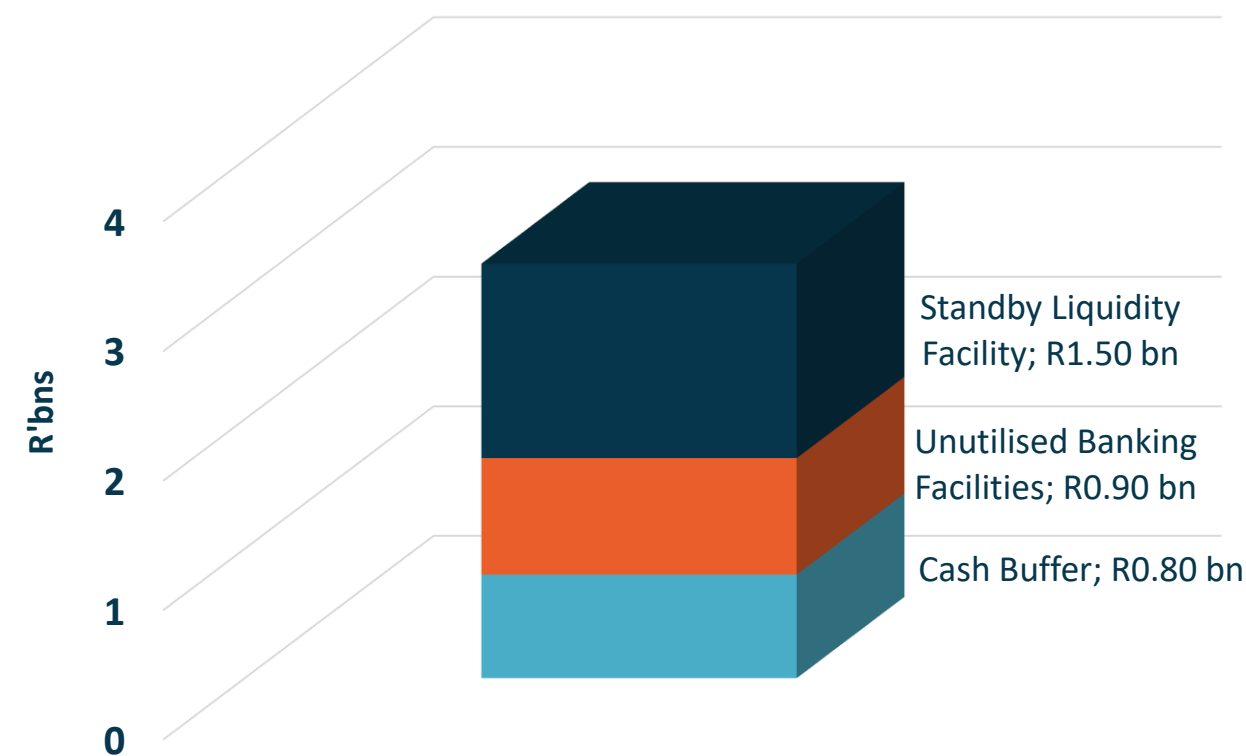 4
3
2
1
0
R'bns
Standby Liquidity
Facility; R1.50 bn
Unutilised Banking
Facilities; R0.90 bn
Cash Buffer; R0.80 bn